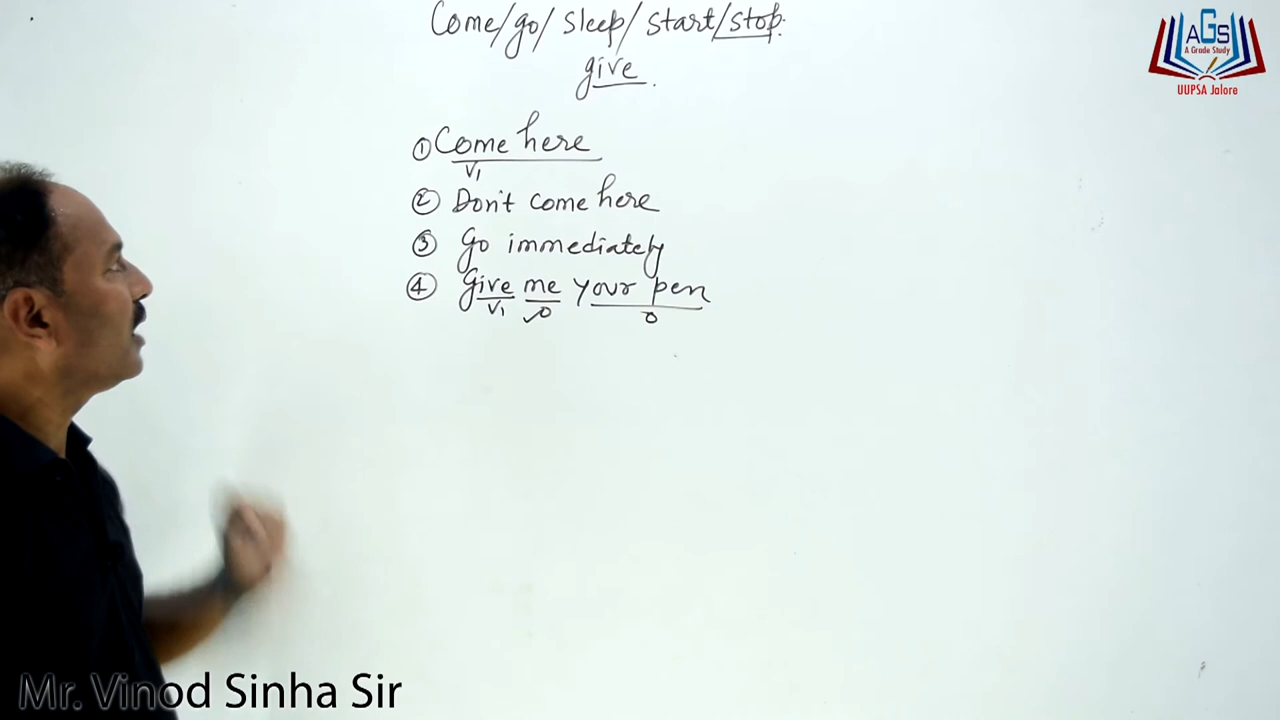 Come/go/ sleep/ start/stop.
give.
AGS
A Grade Study
UUPSA Jalore
① Come here
V1
② Don't come here
③ Go immediately
④ Give me your pen
V1 O O
Mr. Vinod Sinha Sir